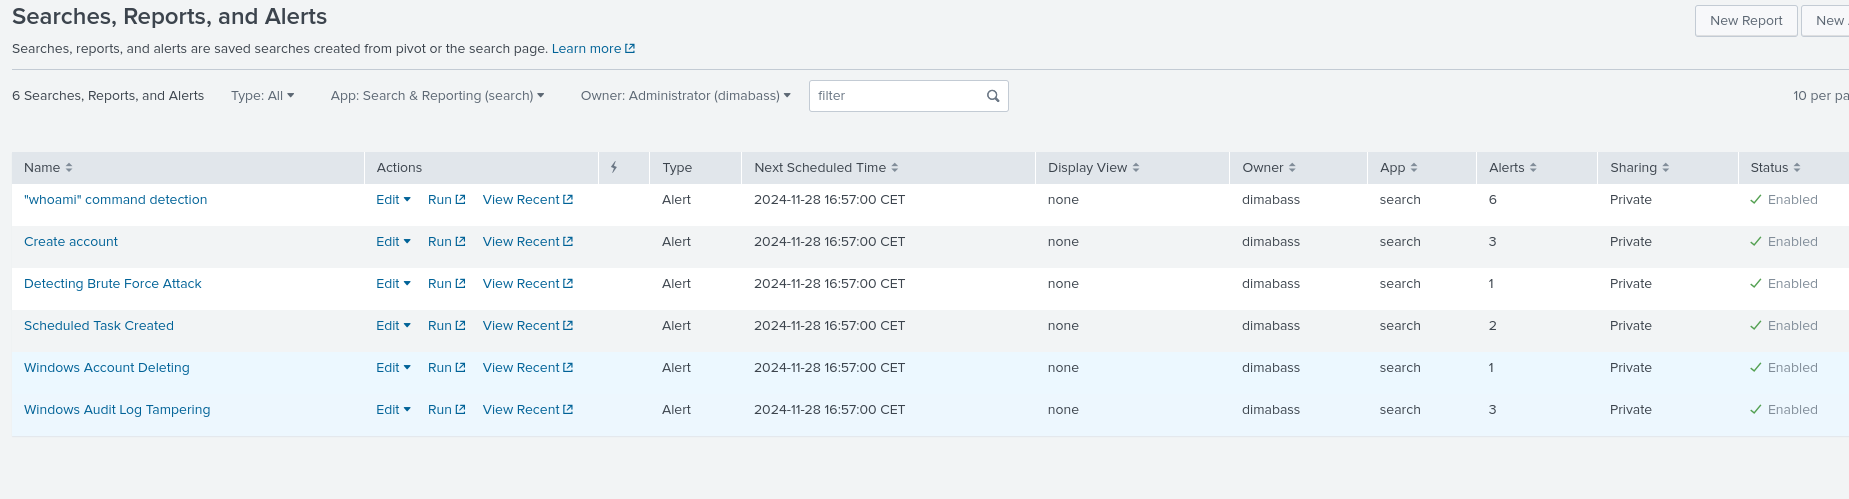 Searches, Reports, and Alerts
New Report New
Searches, reports, and alerts are saved searches created from pivot or the search page. Learn more
6 Searches, Reports, and Alerts Type: All App: Search & Reporting (search) Owner: Administrator (dimabass) filter 10 per pa
Name Actions Type Next Scheduled Time Display View Owner App Alerts Sharing Status
"whoami" command detection Edit Run View Recent Alert 2024-11-28 16:57:00 CET none dimabass search 6 Private Enabled
Create account Edit Run View Recent Alert 2024-11-28 16:57:00 CET none dimabass search 3 Private Enabled
Detecting Brute Force Attack Edit Run View Recent Alert 2024-11-28 16:57:00 CET none dimabass search 1 Private Enabled
Scheduled Task Created Edit Run View Recent Alert 2024-11-28 16:57:00 CET none dimabass search 2 Private Enabled
Windows Account Deleting Edit Run View Recent Alert 2024-11-28 16:57:00 CET none dimabass search 1 Private Enabled
Windows Audit Log Tampering Edit Run View Recent Alert 2024-11-28 16:57:00 CET none dimabass search 3 Private Enabled